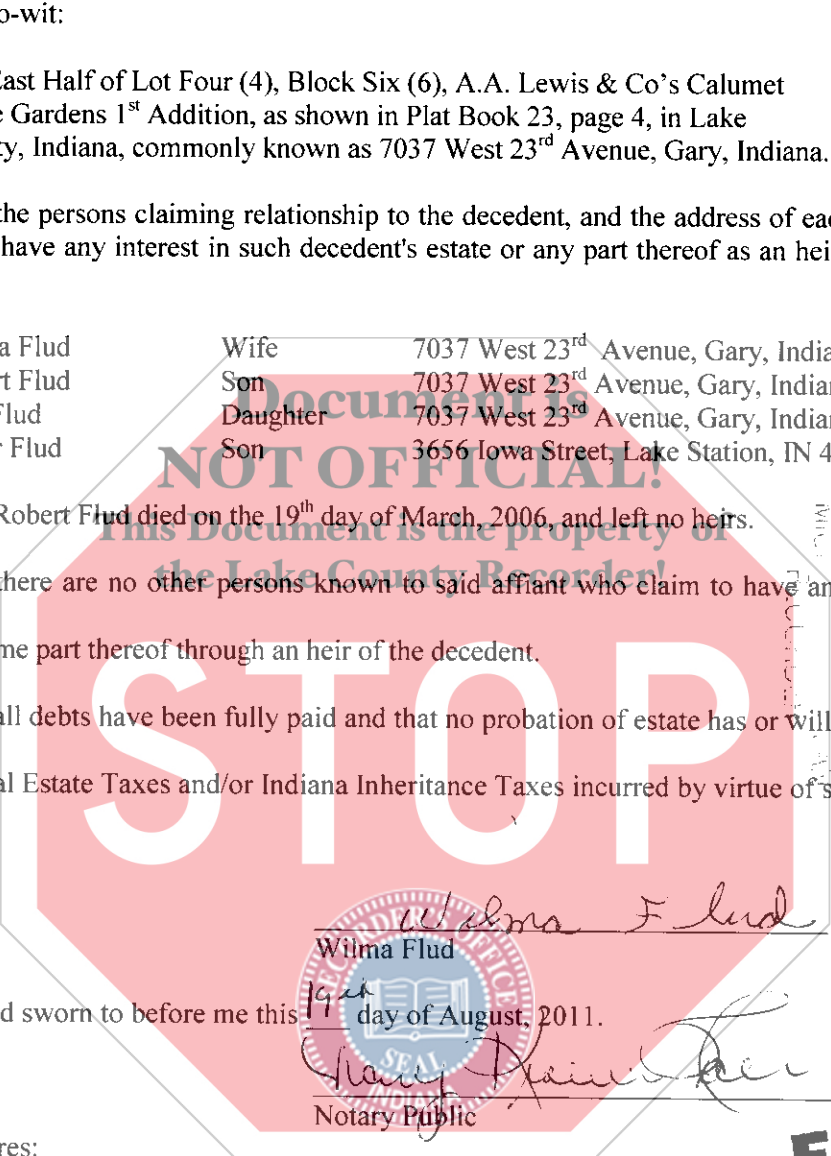 o-wit:
East Half of Lot Four (4), Block Six (6), A.A. Lewis & Co's Calumet
e Gardens 1st Addition, as shown in Plat Book 23, page 4, in Lake
ty, Indiana, commonly known as 7037 West 23rd Avenue, Gary, Indiana.
the persons claiming relationship to the decedent, and the address of eac
have any interest in such decedent's estate or any part thereof as an hei
a Flud Wife 7037 West 23rd Avenue, Gary, India
rt Flud Son 7037 West 23rd Avenue, Gary, India
Flud Daughter 7037 West 23rd Avenue, Gary, India
r Flud Son 3656 Iowa Street, Lake Station, IN 4
Document is
NOT OFFICIAL!
This Document is the property of
the Lake County Recorder!
Robert Flud died on the 19th day of March, 2006, and left no heirs.
there are no other persons known to said affiant who claim to have an
me part thereof through an heir of the decedent.
all debts have been fully paid and that no probation of estate has or will
al Estate Taxes and/or Indiana Inheritance Taxes incurred by virtue of s
STOP
Wilma Flud
Wilma Flud
d sworn to before me this 19th day of August, 2011.
RECORDER'S OFFICE
SEAL
INDIANA
Notary Public
res: